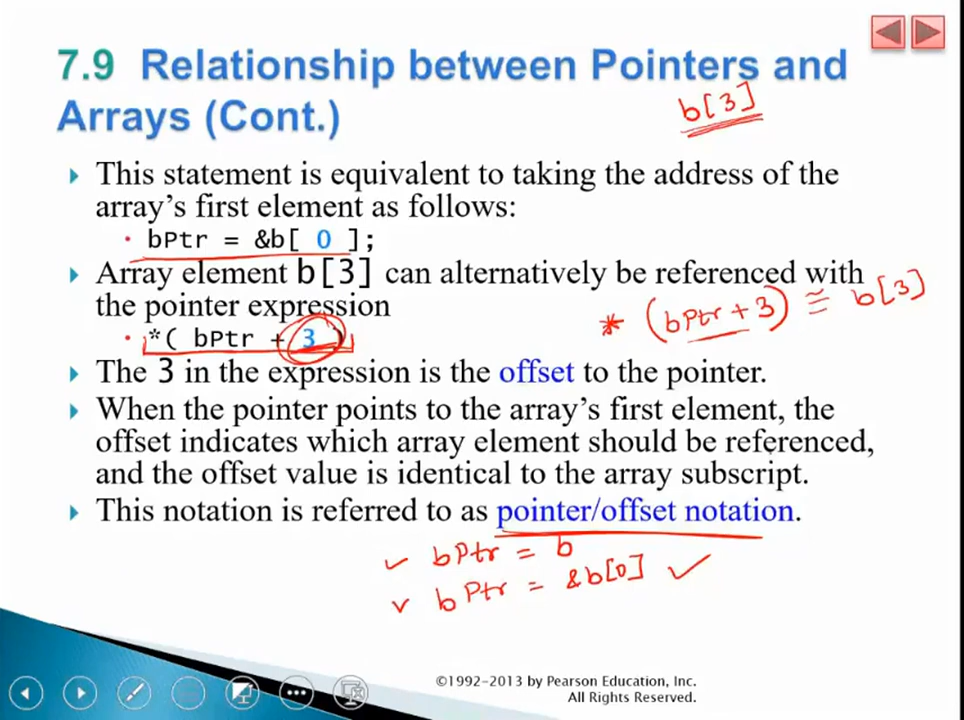 7.9 Relationship between Pointers and
Arrays (Cont.)
b[3]
This statement is equivalent to taking the address of the
array's first element as follows:
bPtr = &b[ 0 ];
Array element b[3] can alternatively be referenced with
the pointer expression
*( bPtr + 3 )
* (bPtr + 3) ≅ b[3]
The 3 in the expression is the offset to the pointer.
When the pointer points to the array's first element, the
offset indicates which array element should be referenced,
and the offset value is identical to the array subscript.
This notation is referred to as pointer/offset notation.
bPtr = b
bPtr = &b[0]
©1992-2013 by Pearson Education, Inc.
All Rights Reserved.